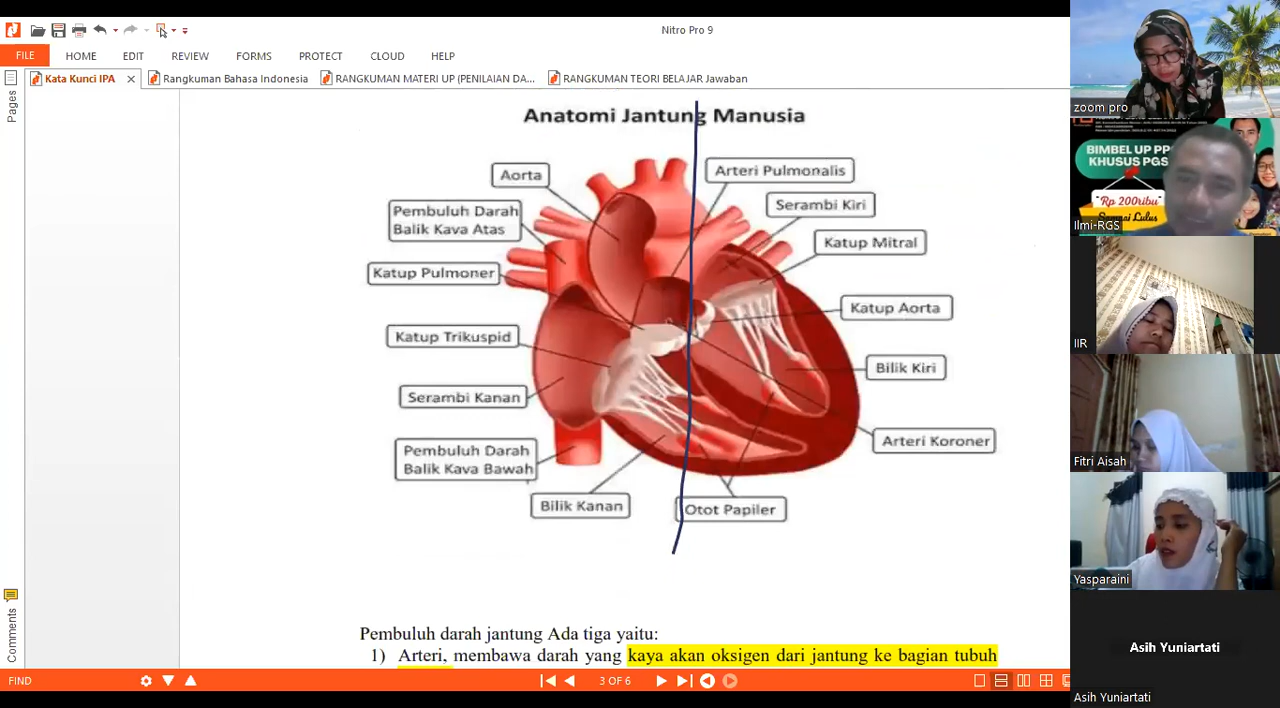 Nitro Pro 9
FILE HOME EDIT REVIEW FORMS PROTECT CLOUD HELP
Kata Kunci IPA
Rangkuman Bahasa Indonesia
RANGKUMAN MATERI UP (PENILAIAN DA...
RANGKUMAN TEORI BELAJAR Jawaban
Pages
Anatomi Jantung Manusia
Aorta
Pembuluh Darah
Balik Kava Atas
Katup Pulmoner
Katup Trikuspid
Serambi Kanan
Pembuluh Darah
Balik Kava Bawah
Bilik Kanan
Arteri Pulmonalis
Serambi Kiri
Katup Mitral
Katup Aorta
Bilik Kiri
Arteri Koroner
Otot Papiler
Pembuluh darah jantung Ada tiga yaitu:
1) Arteri, membawa darah yang kaya akan oksigen dari jantung ke bagian tubuh
Comments
FIND
3 OF 6
zoom pro
BIMBEL UP PP
KHUSUS PGS
"Rp 200ribu
Sampai Lulus
Ilmi-RGS
IIR
Fitri Aisah
Yasparaini
Asih Yuniartati
Asih Yuniartati